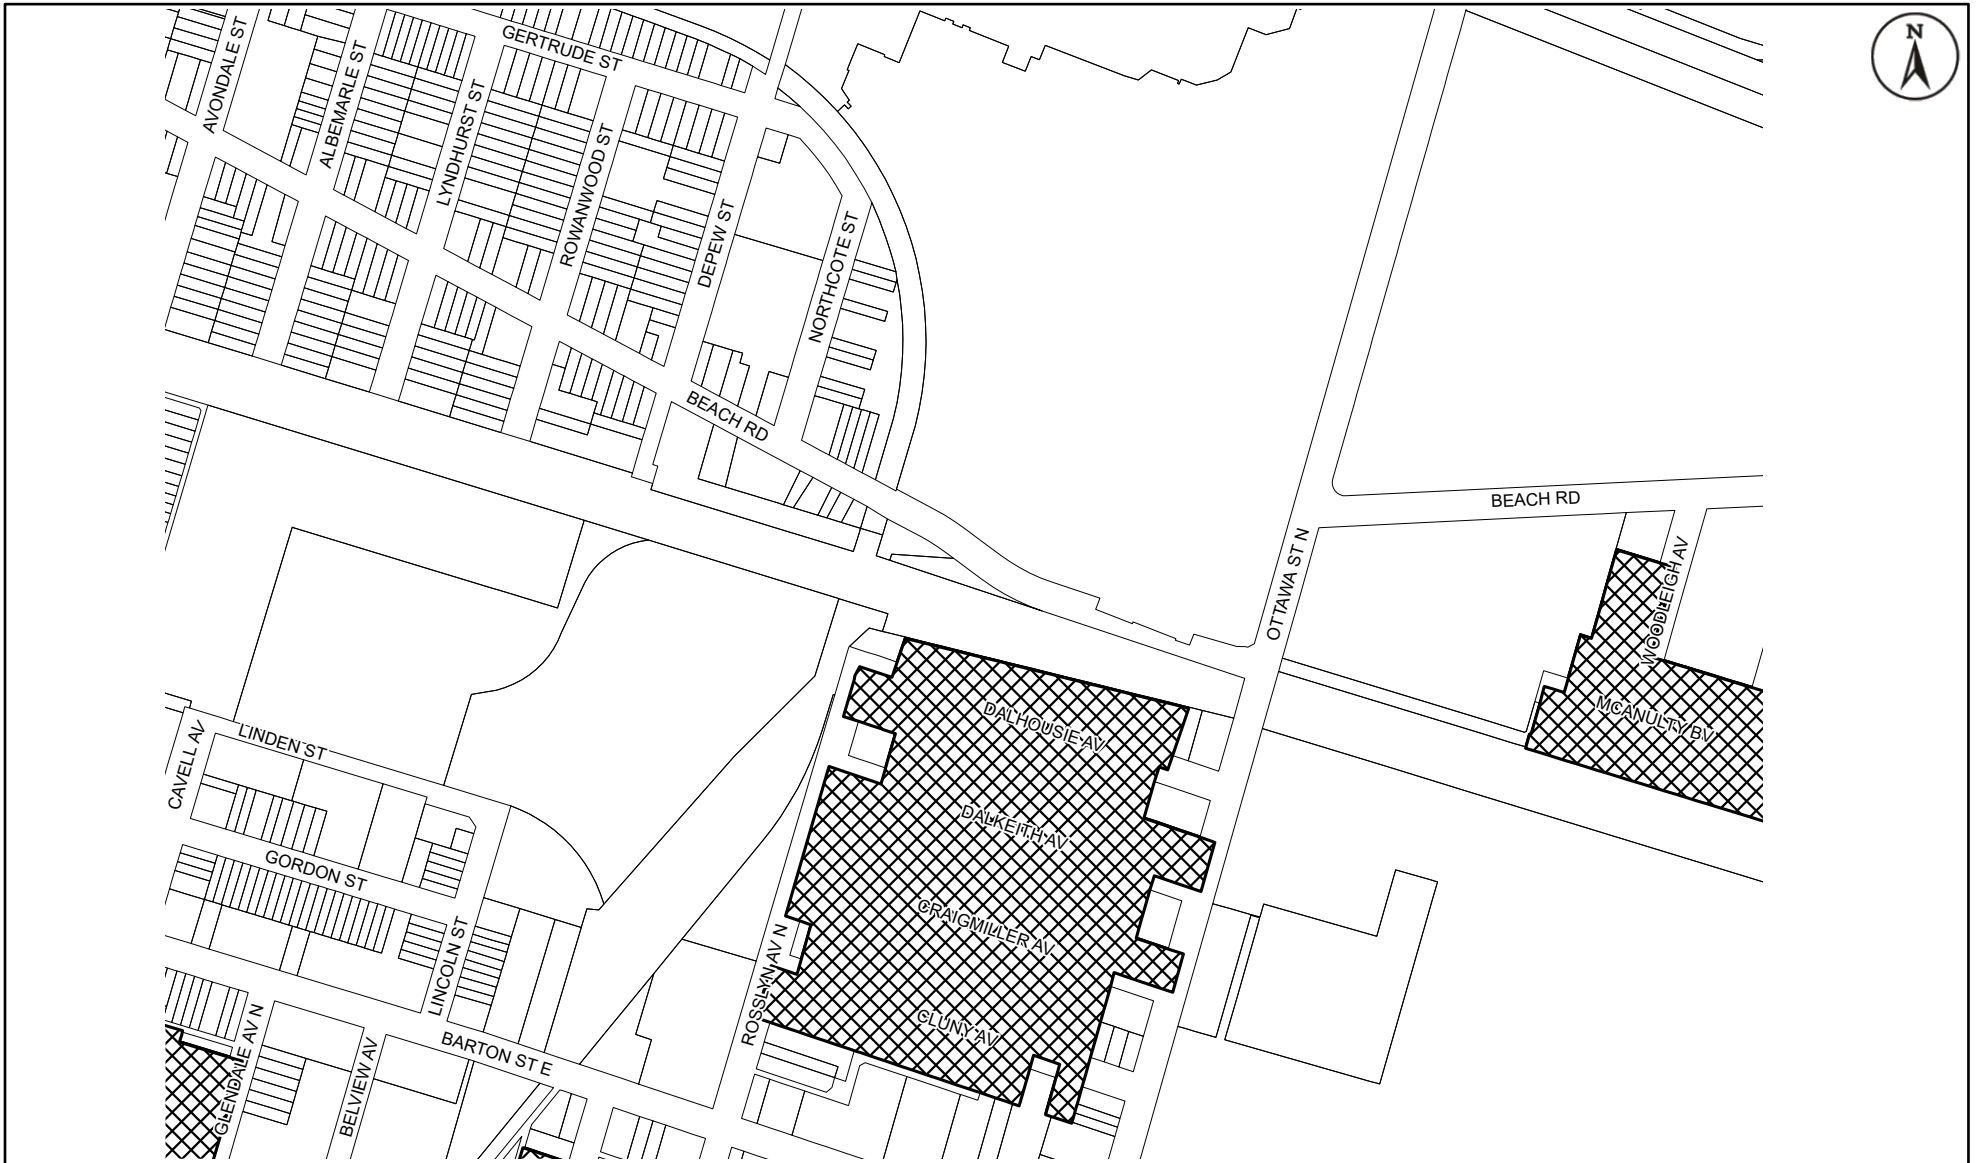 N
GERTRUDE ST
AVONDALE ST
ALBEMARLE ST
LYNDHURST ST
ROWANWOOD ST
DEPEW ST
NORTHCOTE ST
BEACH RD
BEACH RD
OTTAWA ST N
WOODLEIGH AV
MCANULTY BV
DALHOUSIE AV
CAVELL AV
LINDEN ST
DALKEITH AV
GORDON ST
CRAIGMILLER AV
LINCOLN ST
ROSSLYN AV N
CLUNY AV
GLENDALE AV N
BELVIEW AV
BARTON ST E